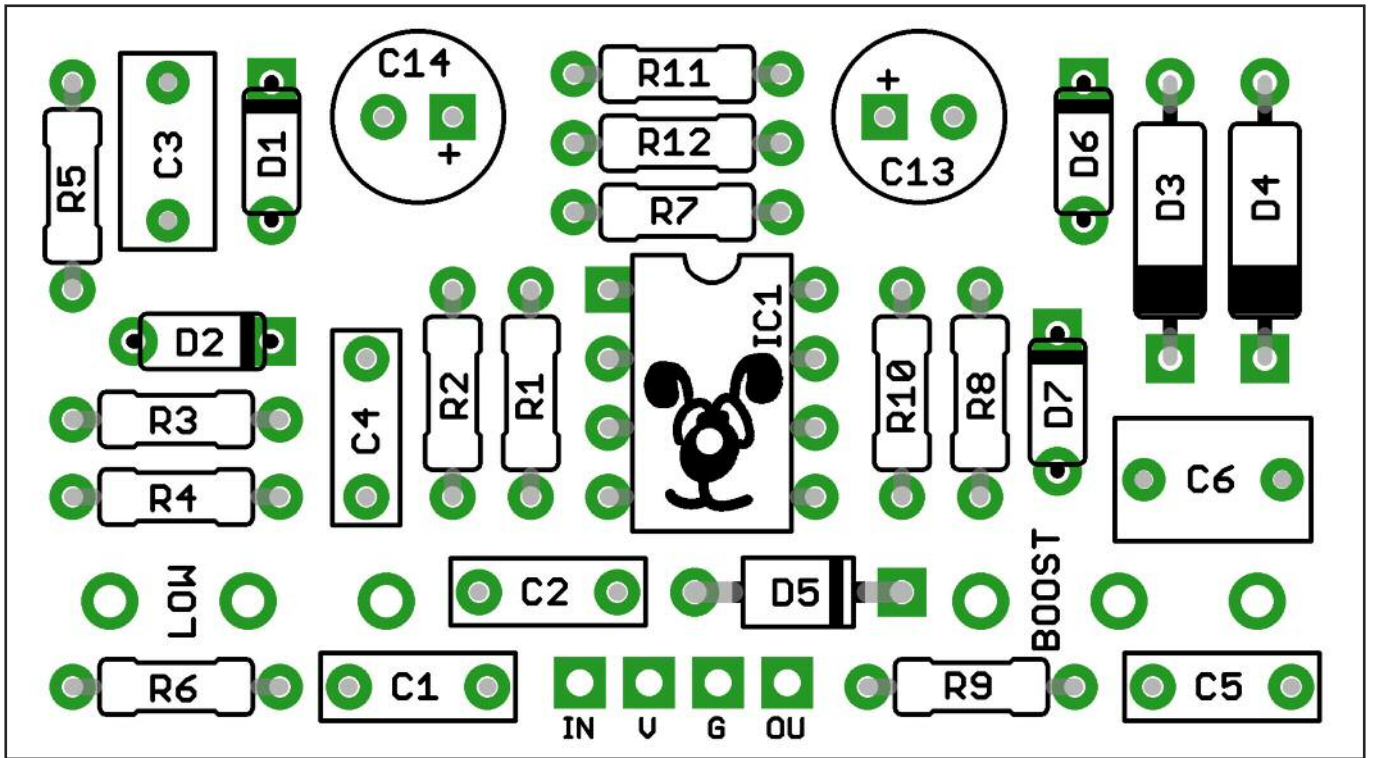 C14
+
R11
R12
R7
+
C13
R5
C3
D1
D6
D3
D4
D2
IC1
R3
R4
C4
R2
R1
R10
R8
D7
C6
LOW
C2
D5
BOOST
R6
C1
IN V G OU
R9
C5